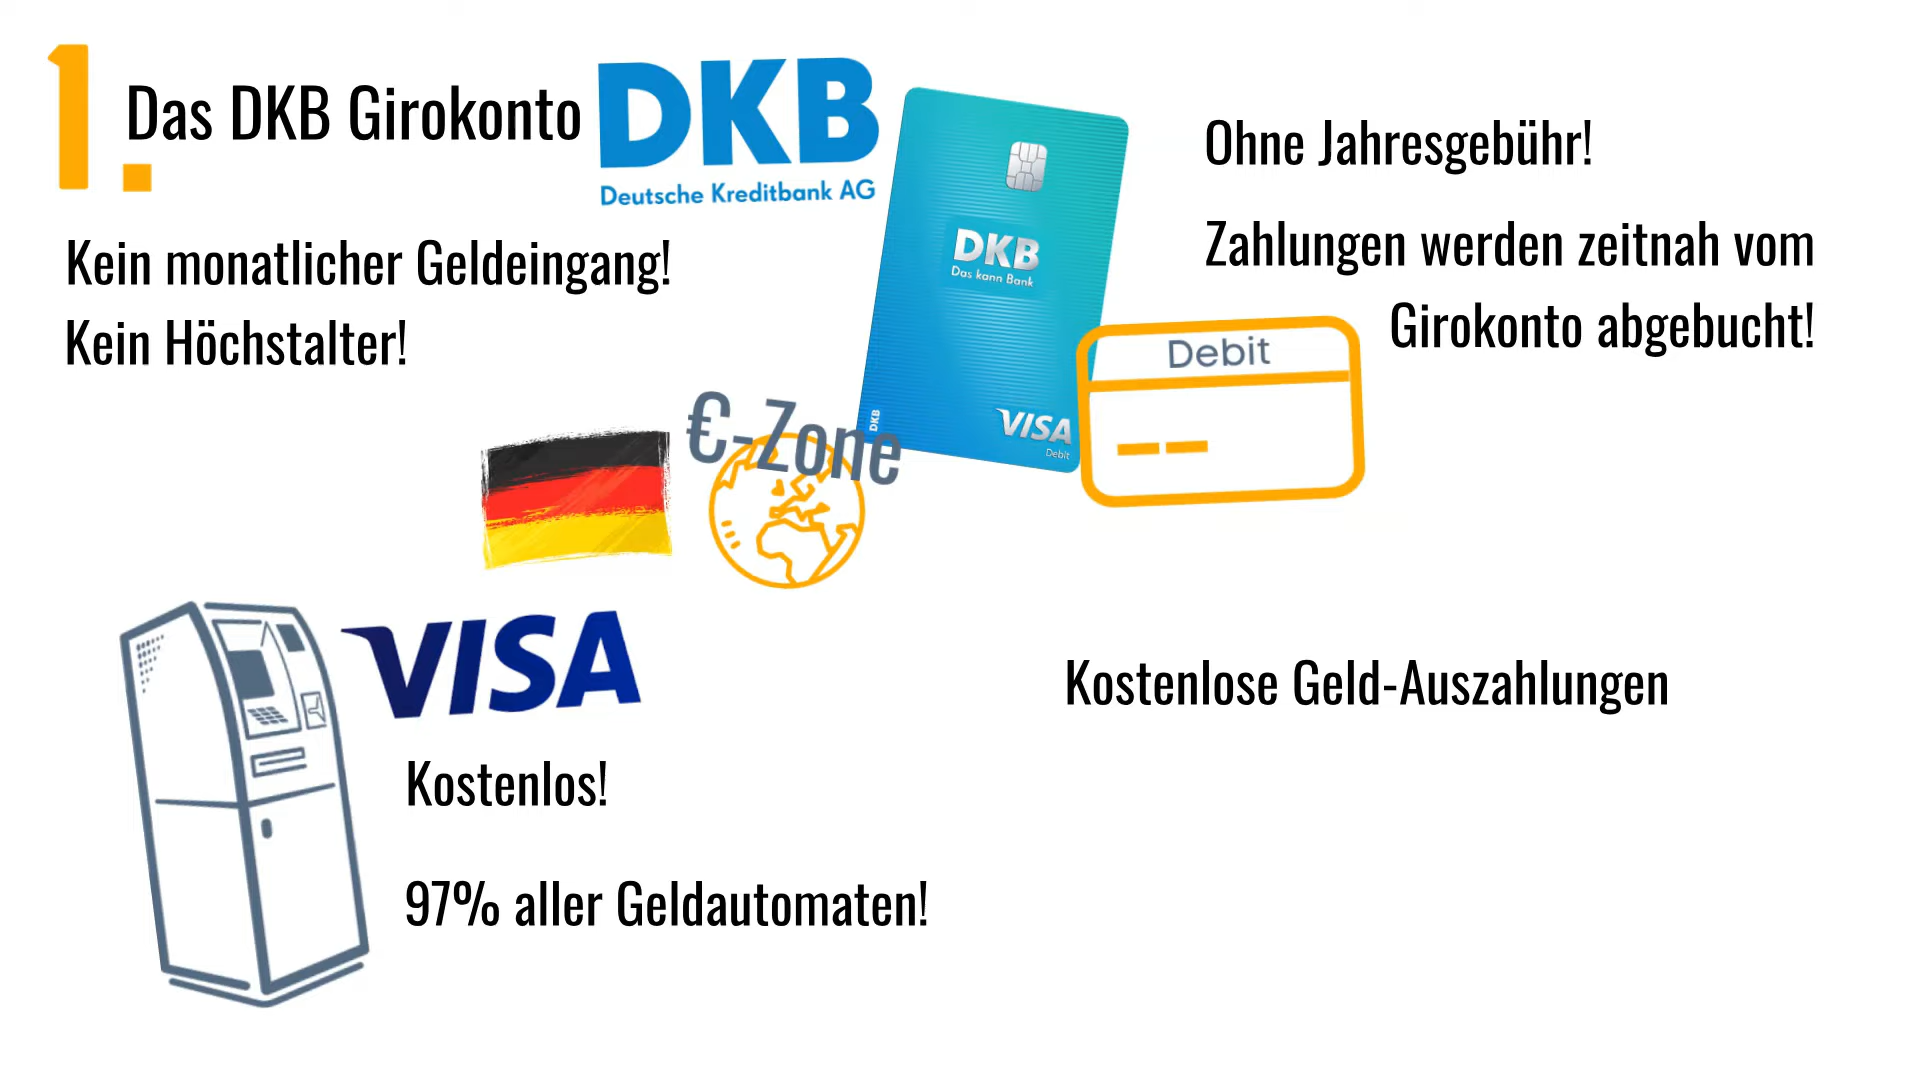 1.
Das DKB Girokonto
DKB
Deutsche Kreditbank AG
Kein monatlicher Geldeingang!
Kein Höchstalter!
DKB
Das kann Bank
DKB
VISA
Debit
Ohne Jahresgebühr!
Zahlungen werden zeitnah vom
Girokonto abgebucht!
Debit
€-Zone
VISA
Kostenlos!
97% aller Geldautomaten!
Kostenlose Geld-Auszahlungen